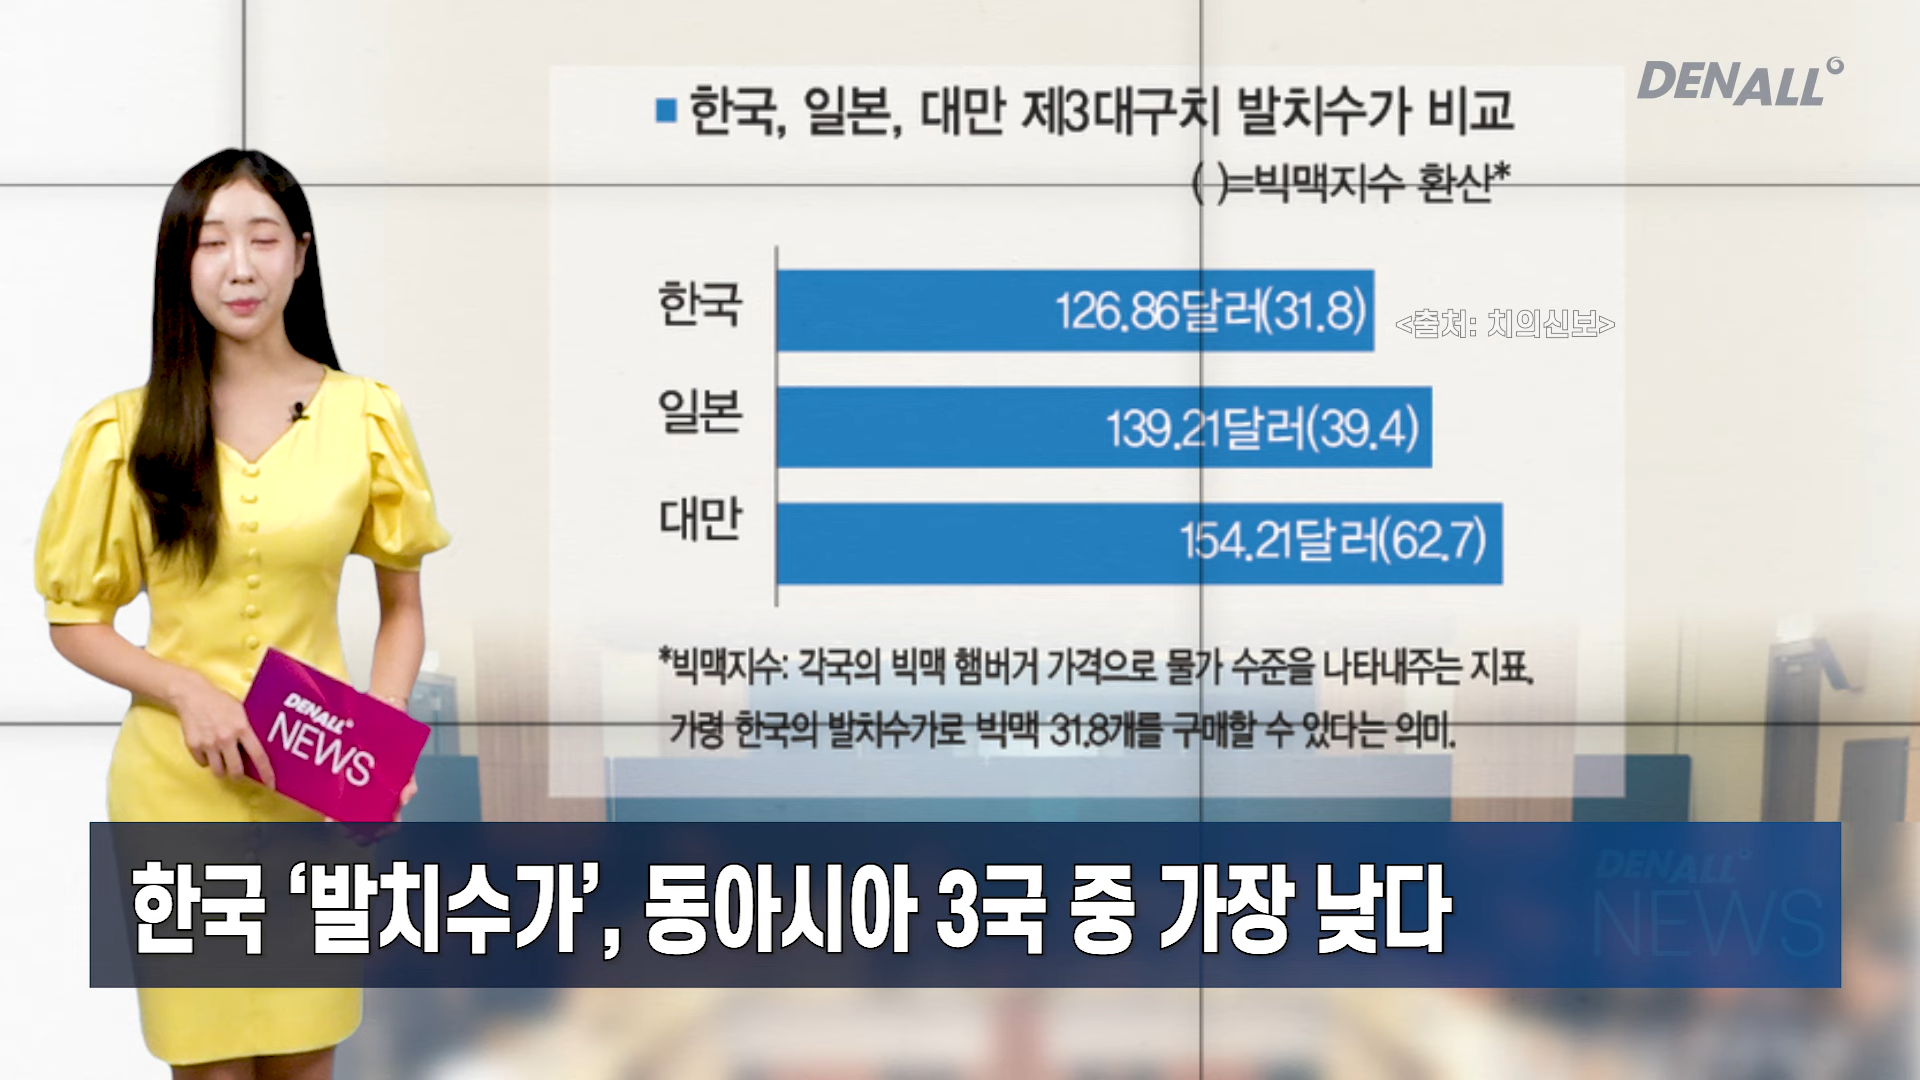 DENALL
■ 한국, 일본, 대만 제3대구치 발치수가 비교
( )=빅맥지수 환산*
한국 126.86달러(31.8)
<출처: 치의신보>
일본 139.21달러(39.4)
대만 154.21달러(62.7)
*빅맥지수: 각국의 빅맥 햄버거 가격으로 물가 수준을 나타내주는 지표.
가령 한국의 발치수가로 빅맥 31.8개를 구매할 수 있다는 의미.
DENALL
NEWS
한국 ‘발치수가’, 동아시아 3국 중 가장 낮다
DENALL
NEWS